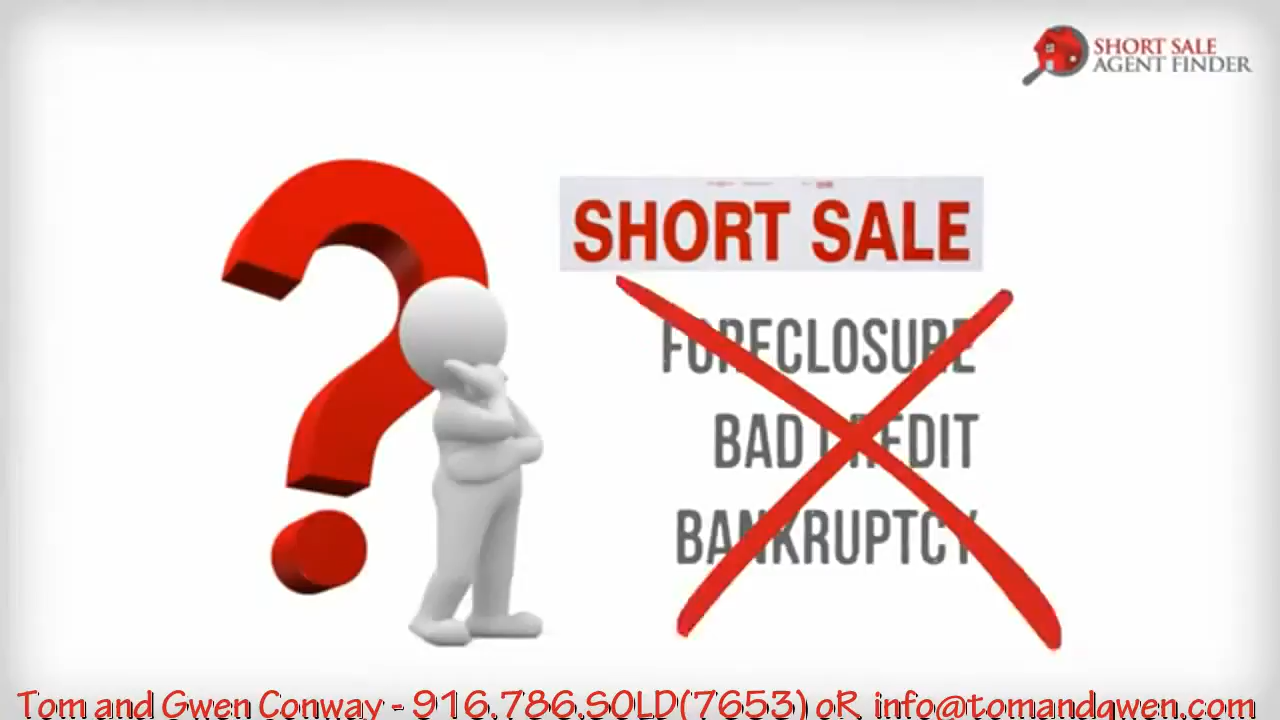 SHORT SALE
AGENT FINDER
SHORT SALE
FORECLOSURE
BAD CREDIT
BANKRUPTCY
Tom and Gwen Conway - 916.786.SOLD(7653) oR info@tomandgwen.com